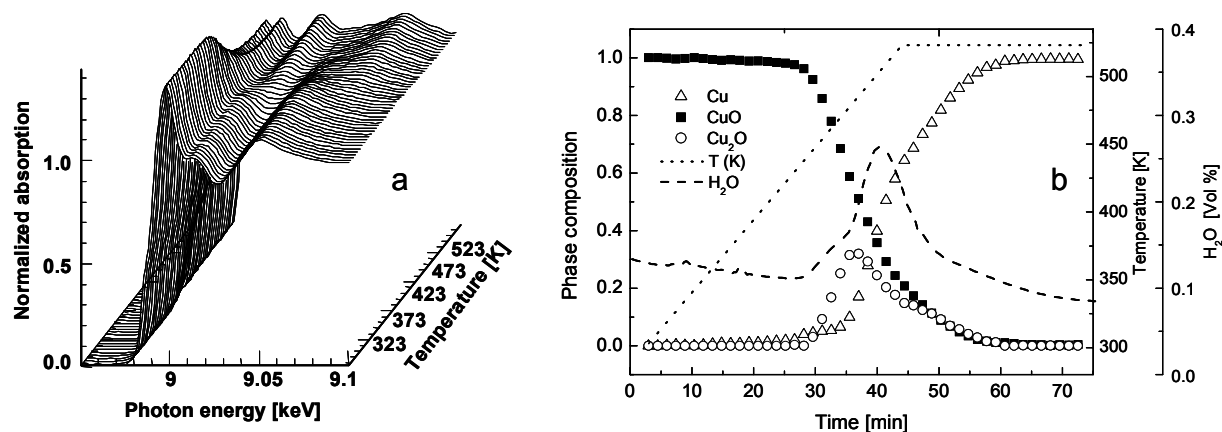 Normalized absorption
1.0
0.5
0.0
9
9.05
9.1
Photon energy [keV]
323
373
423
473
523
Temperature [K]
a
Phase composition
1.0
0.8
0.6
0.4
0.2
0.0
0
10
20
30
40
50
60
70
Time [min]
Cu
CuO
Cu₂O
T (K)
H₂O
b
500
450
400
350
300
Temperature [K]
0.4
0.3
0.2
0.1
0.0
H₂O [Vol %]